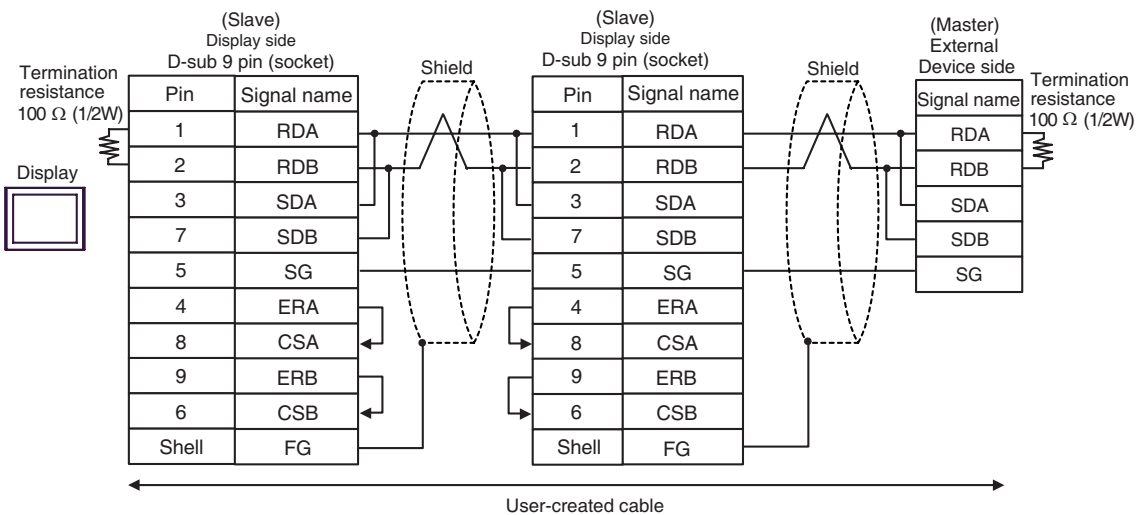 (Slave)
Display side
D-sub 9 pin (socket)
(Slave)
Display side
D-sub 9 pin (socket)
(Master)
External
Device side
Termination
resistance
100 Ω (1/2W)
Shield
Shield
Termination
resistance
100 Ω (1/2W)
Display
Pin Signal name
1 RDA
2 RDB
3 SDA
7 SDB
5 SG
4 ERA
8 CSA
9 ERB
6 CSB
Shell FG
Pin Signal name
1 RDA
2 RDB
3 SDA
7 SDB
5 SG
4 ERA
8 CSA
9 ERB
6 CSB
Shell FG
Signal name
RDA
RDB
SDA
SDB
SG
User-created cable